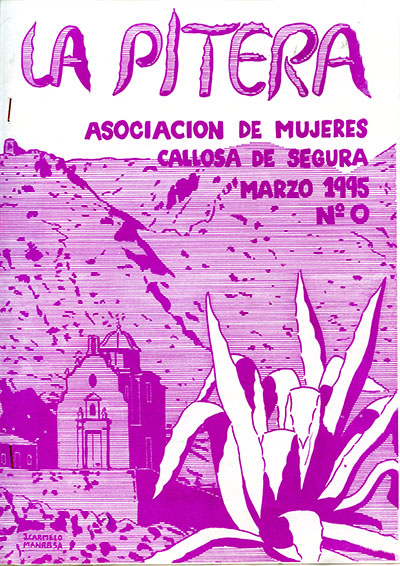 LA PITERA
ASOCIACION DE MUJERES
CALLOSA DE SEGURA
MARZO 1995
Nº 0
J.CARMELO
MANRESA